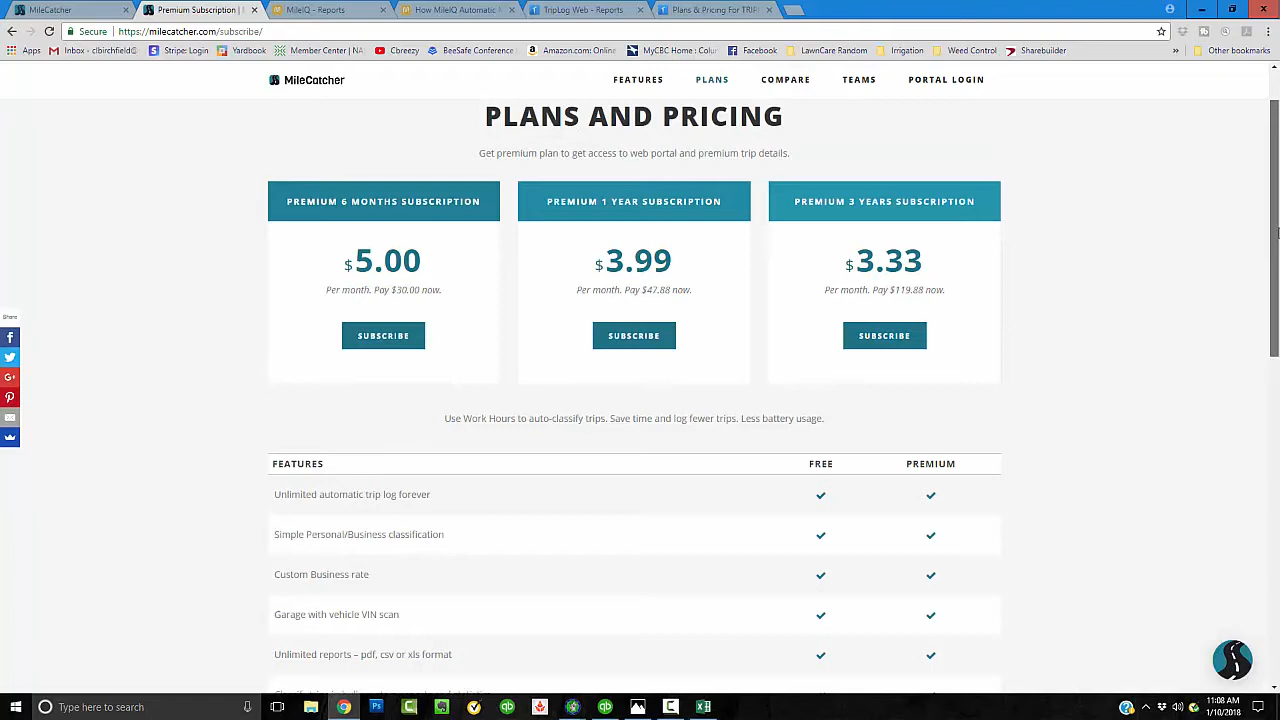 MileCatcher
Premium Subscription |
MileIQ - Reports
How MileIQ Automatic M
TripLog Web - Reports
Plans & Pricing For TRIP
Secure
https://milecatcher.com/subscribe/
Apps
Inbox - clbirchfield@
Stripe: Login
Yardbook
Member Center | NA
Cbreezy
BeeSafe Conference
Amazon.com: Online
MyCBC Home : Colum
Facebook
LawnCare Random
Irrigation
Weed Control
Sharebuilder
»
Other bookmarks
MileCatcher
FEATURES
PLANS
COMPARE
TEAMS
PORTAL LOGIN
PLANS AND PRICING
Get premium plan to get access to web portal and premium trip details.
PREMIUM 6 MONTHS SUBSCRIPTION
$5.00
Per month. Pay $30.00 now.
SUBSCRIBE
PREMIUM 1 YEAR SUBSCRIPTION
$3.99
Per month. Pay $47.88 now.
SUBSCRIBE
PREMIUM 3 YEARS SUBSCRIPTION
$3.33
Per month. Pay $119.88 now.
SUBSCRIBE
Share
Use Work Hours to auto-classify trips. Save time and log fewer trips. Less battery usage.
FEATURES FREE PREMIUM
Unlimited automatic trip log forever
Simple Personal/Business classification
Custom Business rate
Garage with vehicle VIN scan
Unlimited reports – pdf, csv or xls format
Type here to search
11:08 AM
1/10/2018